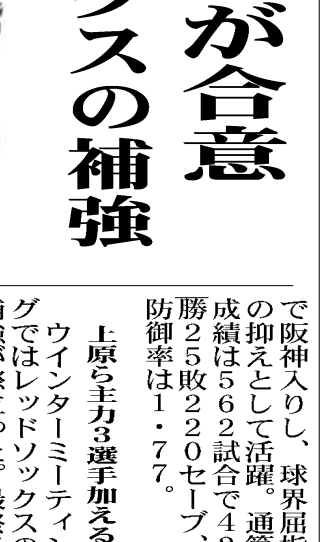 が合意
スの補強
で阪神入りし、球界屈指
の抑えとして活躍。通算
成績は562試合で42
勝25敗220セーブ、
防御率は1・77。
上原ら主力3選手加える
ウインターミーティン
グではレッドソックスの